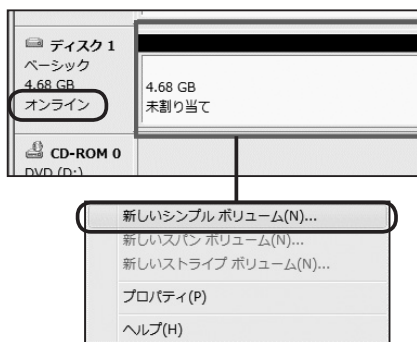 ディスク 1
ベーシック
4.68 GB
オンライン
4.68 GB
未割り当て
CD-ROM 0
DVD (D:)
新しいシンプル ボリューム(N)...
新しいスパン ボリューム(N)...
新しいストライプ ボリューム(N)...
プロパティ(P)
ヘルプ(H)